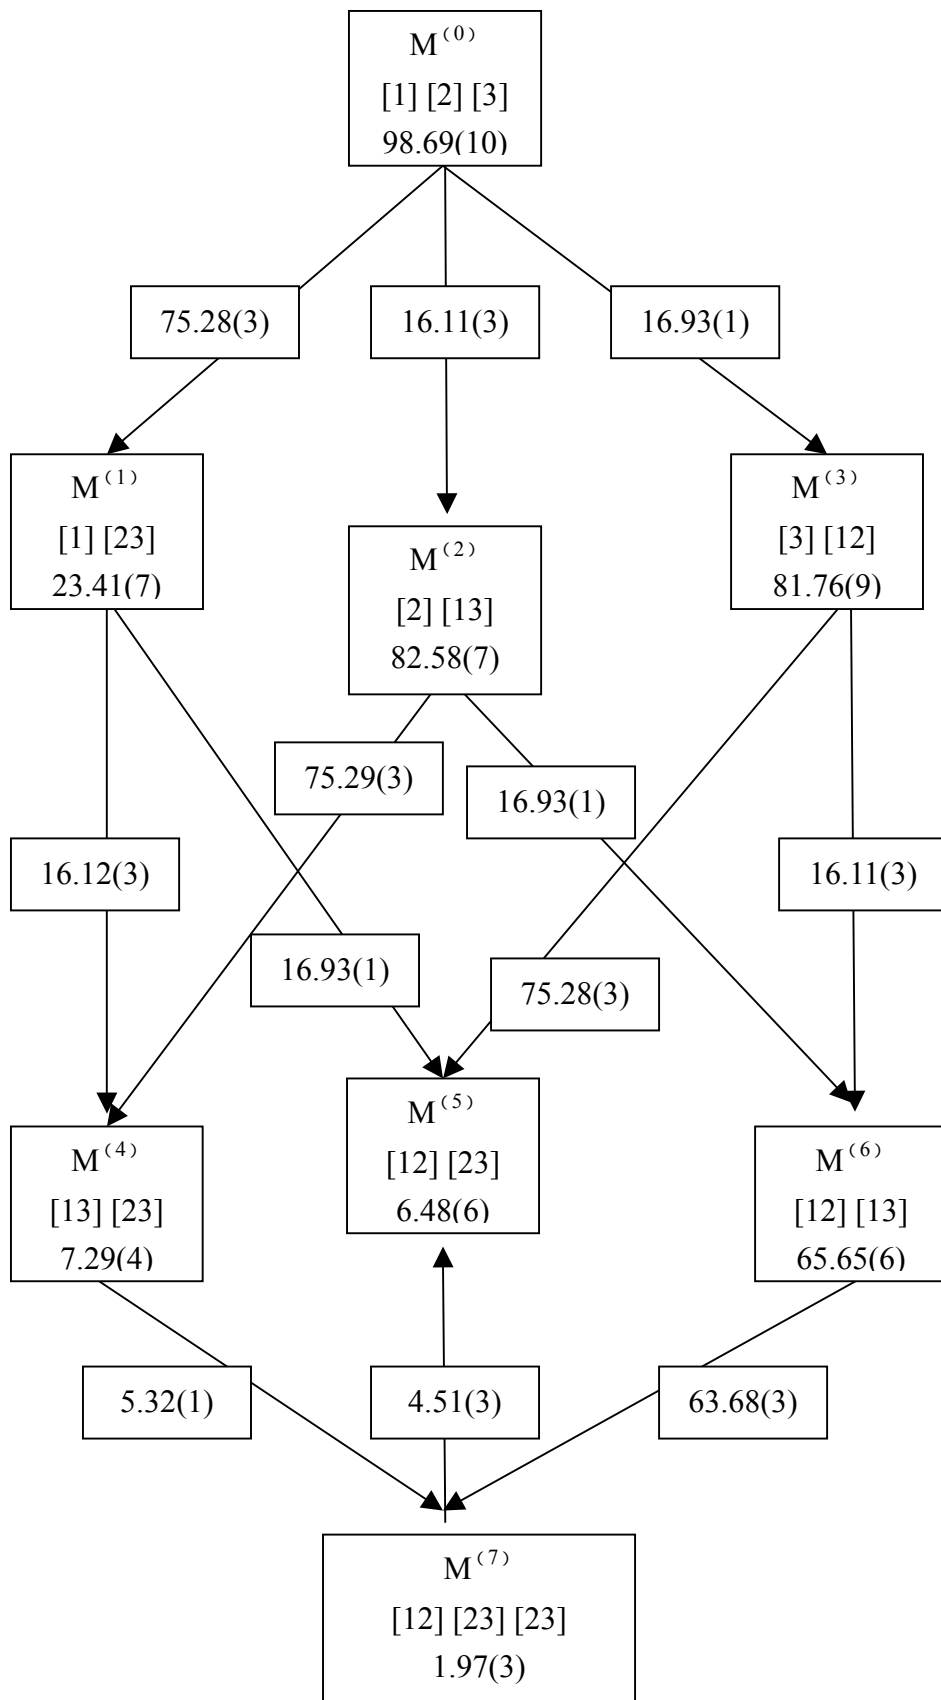 M⁽⁰⁾
[1] [2] [3]
98.69(10)
75.28(3)
16.11(3)
16.93(1)
M⁽¹⁾
[1] [23]
23.41(7)
M⁽²⁾
[2] [13]
82.58(7)
M⁽³⁾
[3] [12]
81.76(9)
75.29(3)
16.93(1)
16.12(3)
16.11(3)
16.93(1)
75.28(3)
M⁽⁴⁾
[13] [23]
7.29(4)
M⁽⁵⁾
[12] [23]
6.48(6)
M⁽⁶⁾
[12] [13]
65.65(6)
5.32(1)
4.51(3)
63.68(3)
M⁽⁷⁾
[12] [23] [23]
1.97(3)